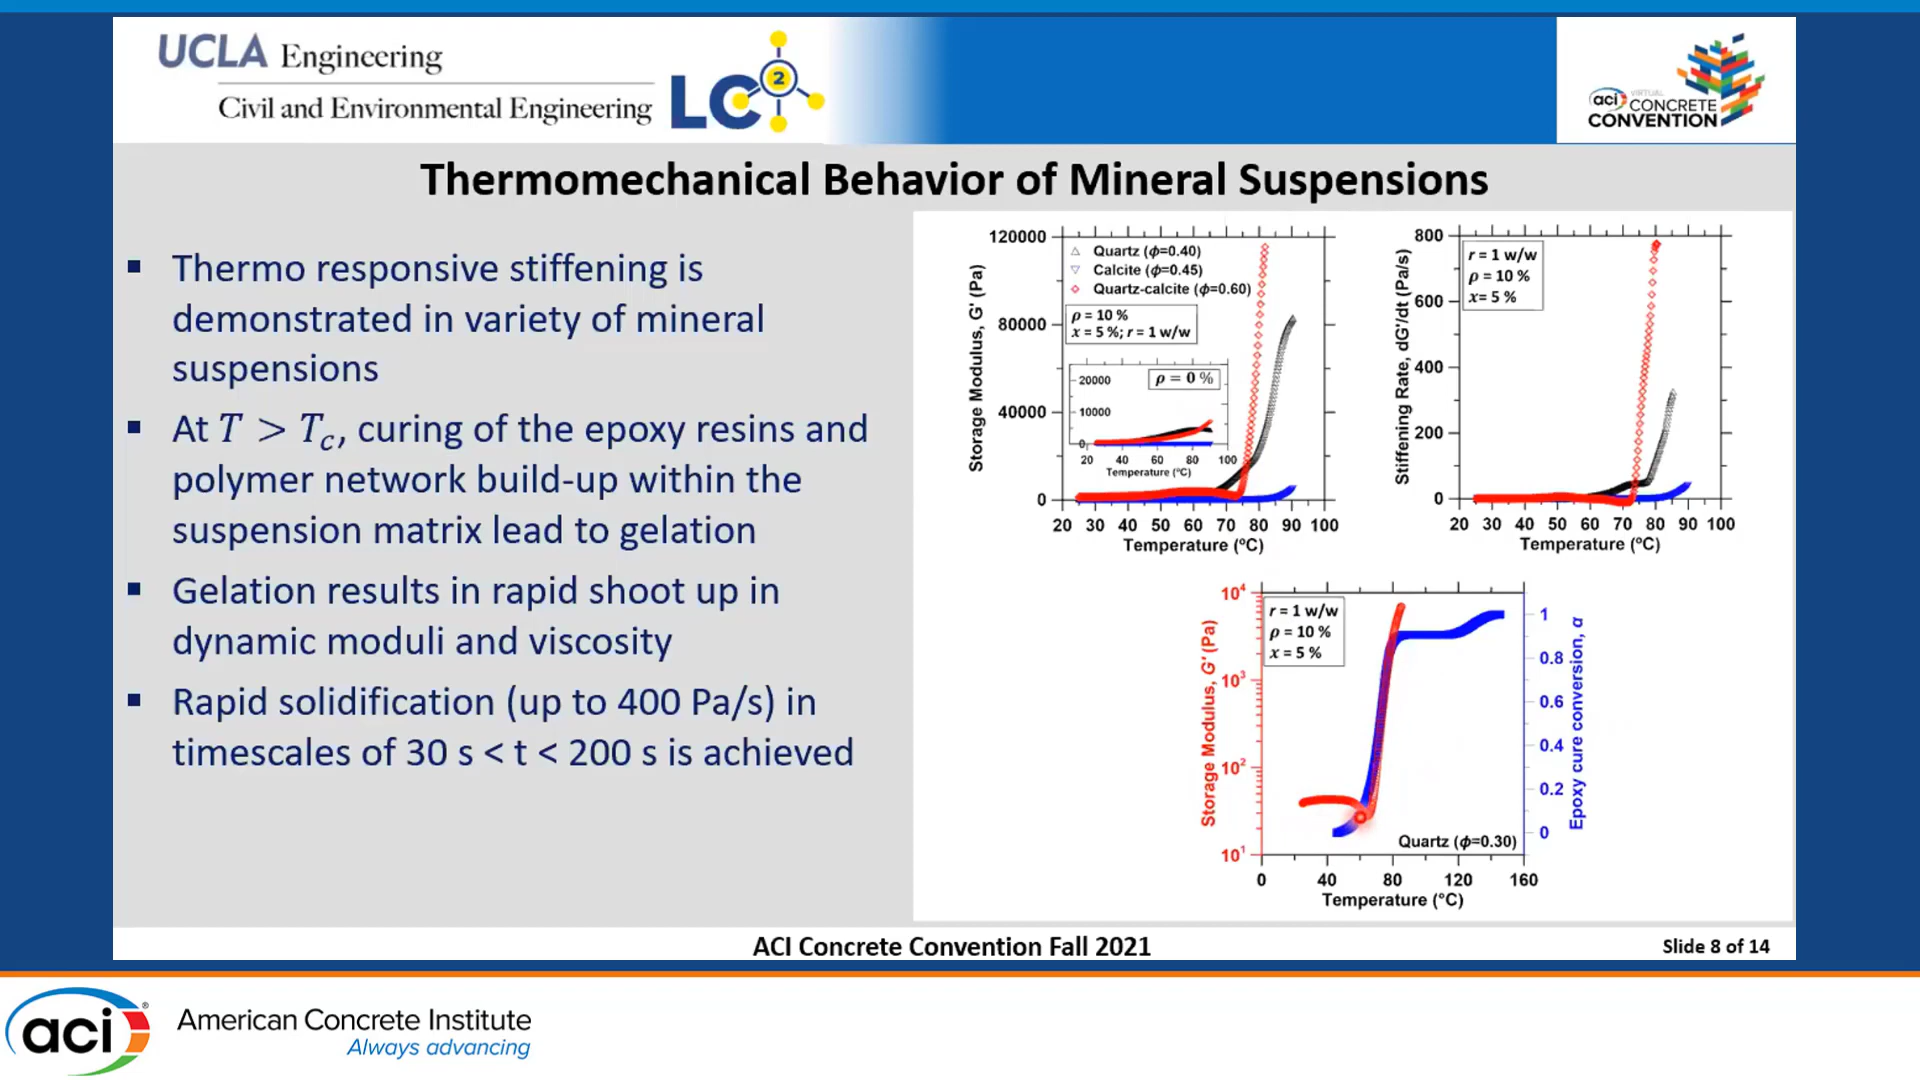 UCLA Engineering
Civil and Environmental Engineering
LC 2
aci VIRTUAL
CONCRETE
CONVENTION
Thermomechanical Behavior of Mineral Suspensions
▪ Thermo responsive stiffening is
demonstrated in variety of mineral
suspensions
▪ At T > Tc, curing of the epoxy resins and
polymer network build-up within the
suspension matrix lead to gelation
▪ Gelation results in rapid shoot up in
dynamic moduli and viscosity
▪ Rapid solidification (up to 400 Pa/s) in
timescales of 30 s < t < 200 s is achieved
Storage Modulus, G' (Pa)
120000
80000
40000
0
Quartz (ϕ=0.40)
Calcite (ϕ=0.45)
Quartz-calcite (ϕ=0.60)
ρ = 10 %
x = 5 %; r = 1 w/w
20000
10000
0
ρ = 0 %
20 40 60 80 100
Temperature (ºC)
20 30 40 50 60 70 80 90 100
Temperature (ºC)
Stiffening Rate, dG'/dt (Pa/s)
800
600
400
200
0
r = 1 w/w
ρ = 10 %
x= 5 %
20 30 40 50 60 70 80 90 100
Temperature (ºC)
Storage Modulus, G' (Pa)
10⁴
10³
10²
10¹
r = 1 w/w
ρ = 10 %
x = 5 %
Quartz (ϕ=0.30)
1
0.8
0.6
0.4
0.2
0
Epoxy cure conversion, α
0 40 80 120 160
Temperature (°C)
ACI Concrete Convention Fall 2021
Slide 8 of 14
aci®
American Concrete Institute
Always advancing